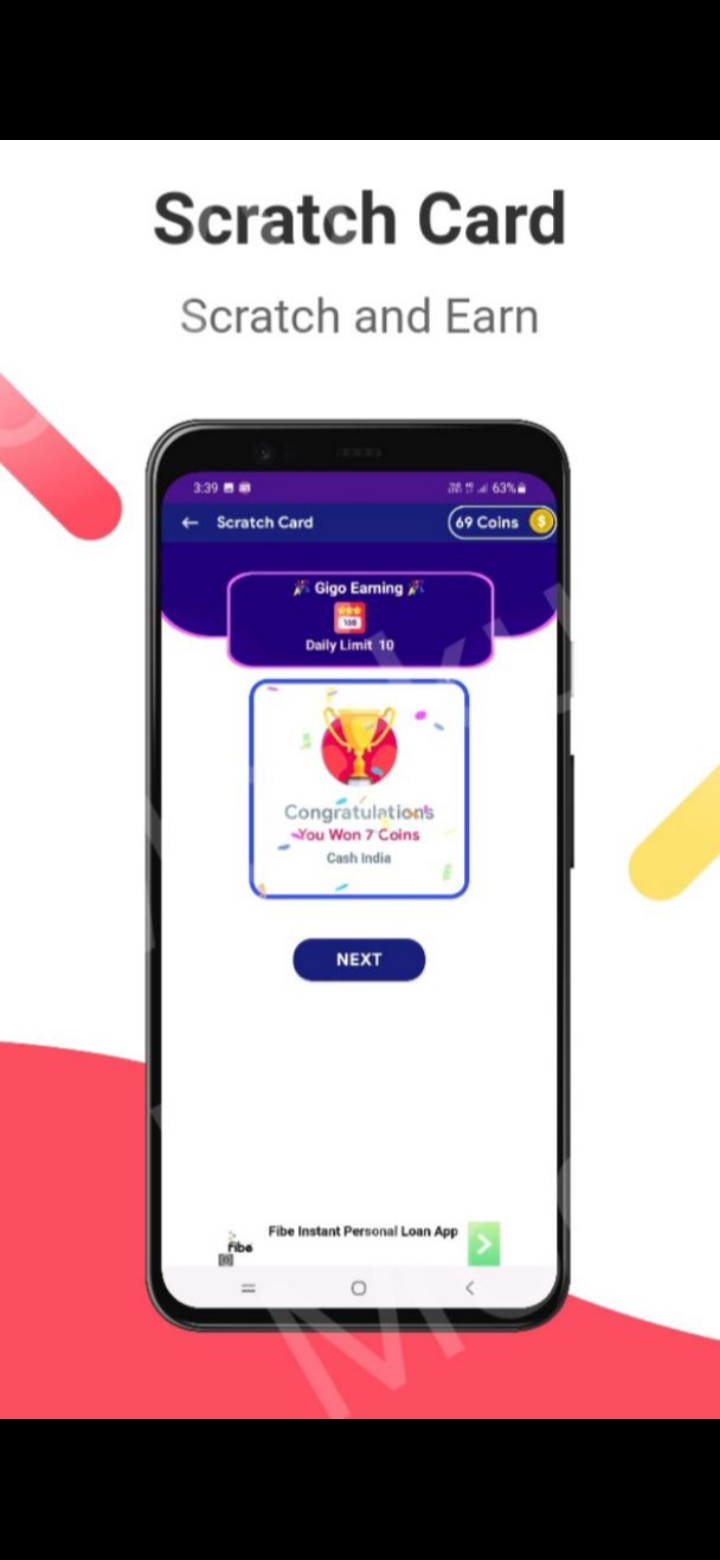 Scratch Card
Scratch and Earn
3:39
63%
Scratch Card
69 Coins
Gigo Earning
100
Daily Limit 10
Congratulations
You Won 7 Coins
Cash India
NEXT
Fibe Instant Personal Loan App
fibe